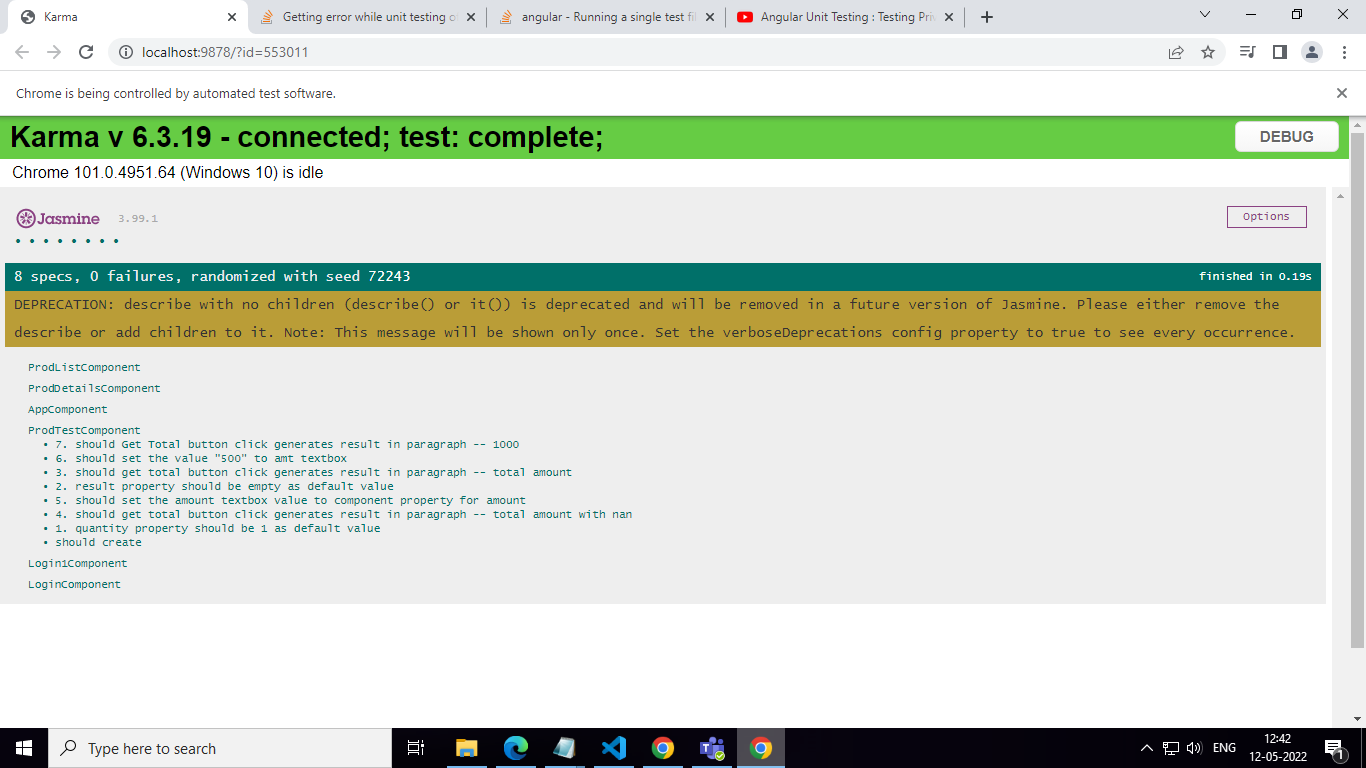 Karma
Getting error while unit testing o
angular - Running a single test fil
Angular Unit Testing : Testing Pri
localhost:9878/?id=553011
Chrome is being controlled by automated test software.
Karma v 6.3.19 - connected; test: complete;
DEBUG
Chrome 101.0.4951.64 (Windows 10) is idle
Jasmine 3.99.1
Options
8 specs, 0 failures, randomized with seed 72243
finished in 0.19s
DEPRECATION: describe with no children (describe() or it()) is deprecated and will be removed in a future version of Jasmine. Please either remove the
describe or add children to it. Note: This message will be shown only once. Set the verboseDeprecations config property to true to see every occurrence.
ProdListComponent
ProdDetailsComponent
AppComponent
ProdTestComponent
• 7. should Get Total button click generates result in paragraph -- 1000
• 6. should set the value "500" to amt textbox
• 3. should get total button click generates result in paragraph -- total amount
• 2. result property should be empty as default value
• 5. should set the amount textbox value to component property for amount
• 4. should get total button click generates result in paragraph -- total amount with nan
• 1. quantity property should be 1 as default value
• should create
Login1Component
LoginComponent
Type here to search
ENG
12:42
12-05-2022
1